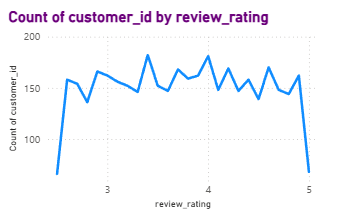 Count of customer_id by review_rating
200
150
100
Count of customer_id
3 4 5
review_rating